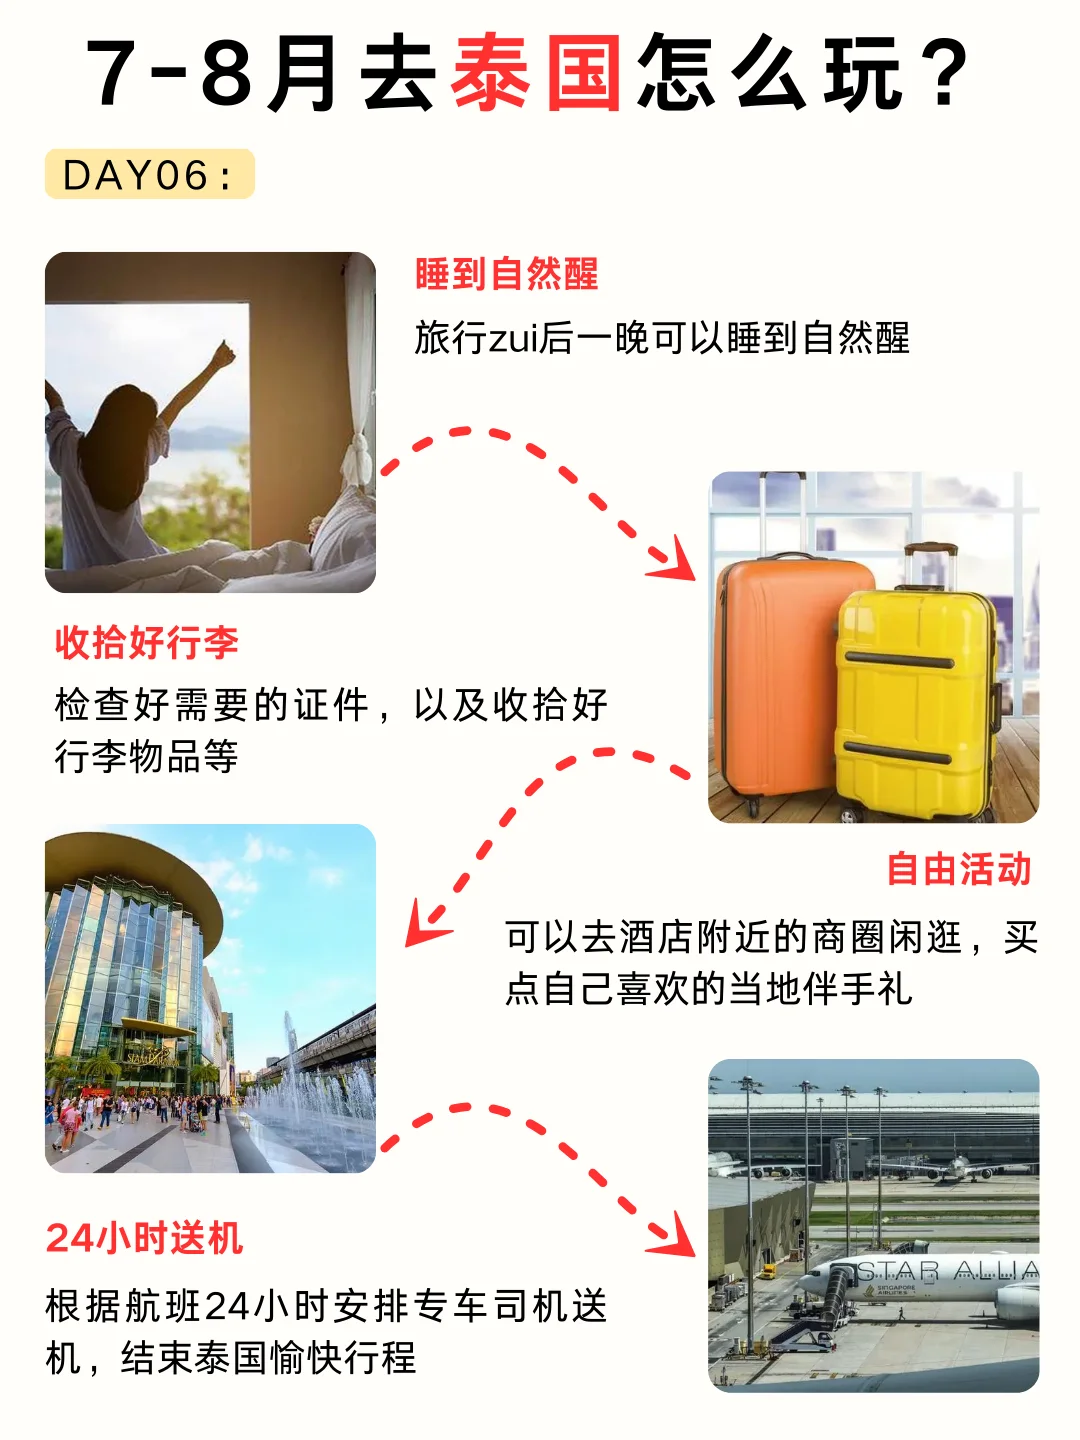 7-8月去泰国怎么玩？
DAY06：
睡到自然醒
旅行zui后一晚可以睡到自然醒
收拾好行李
检查好需要的证件，以及收拾好
行李物品等
自由活动
可以去酒店附近的商圈闲逛，买
点自己喜欢的当地伴手礼
SIAM PARAGON
24小时送机
根据航班24小时安排专车司机送
机，结束泰国愉快行程
STAR ALLIA
SINGAPORE
AIRLINES